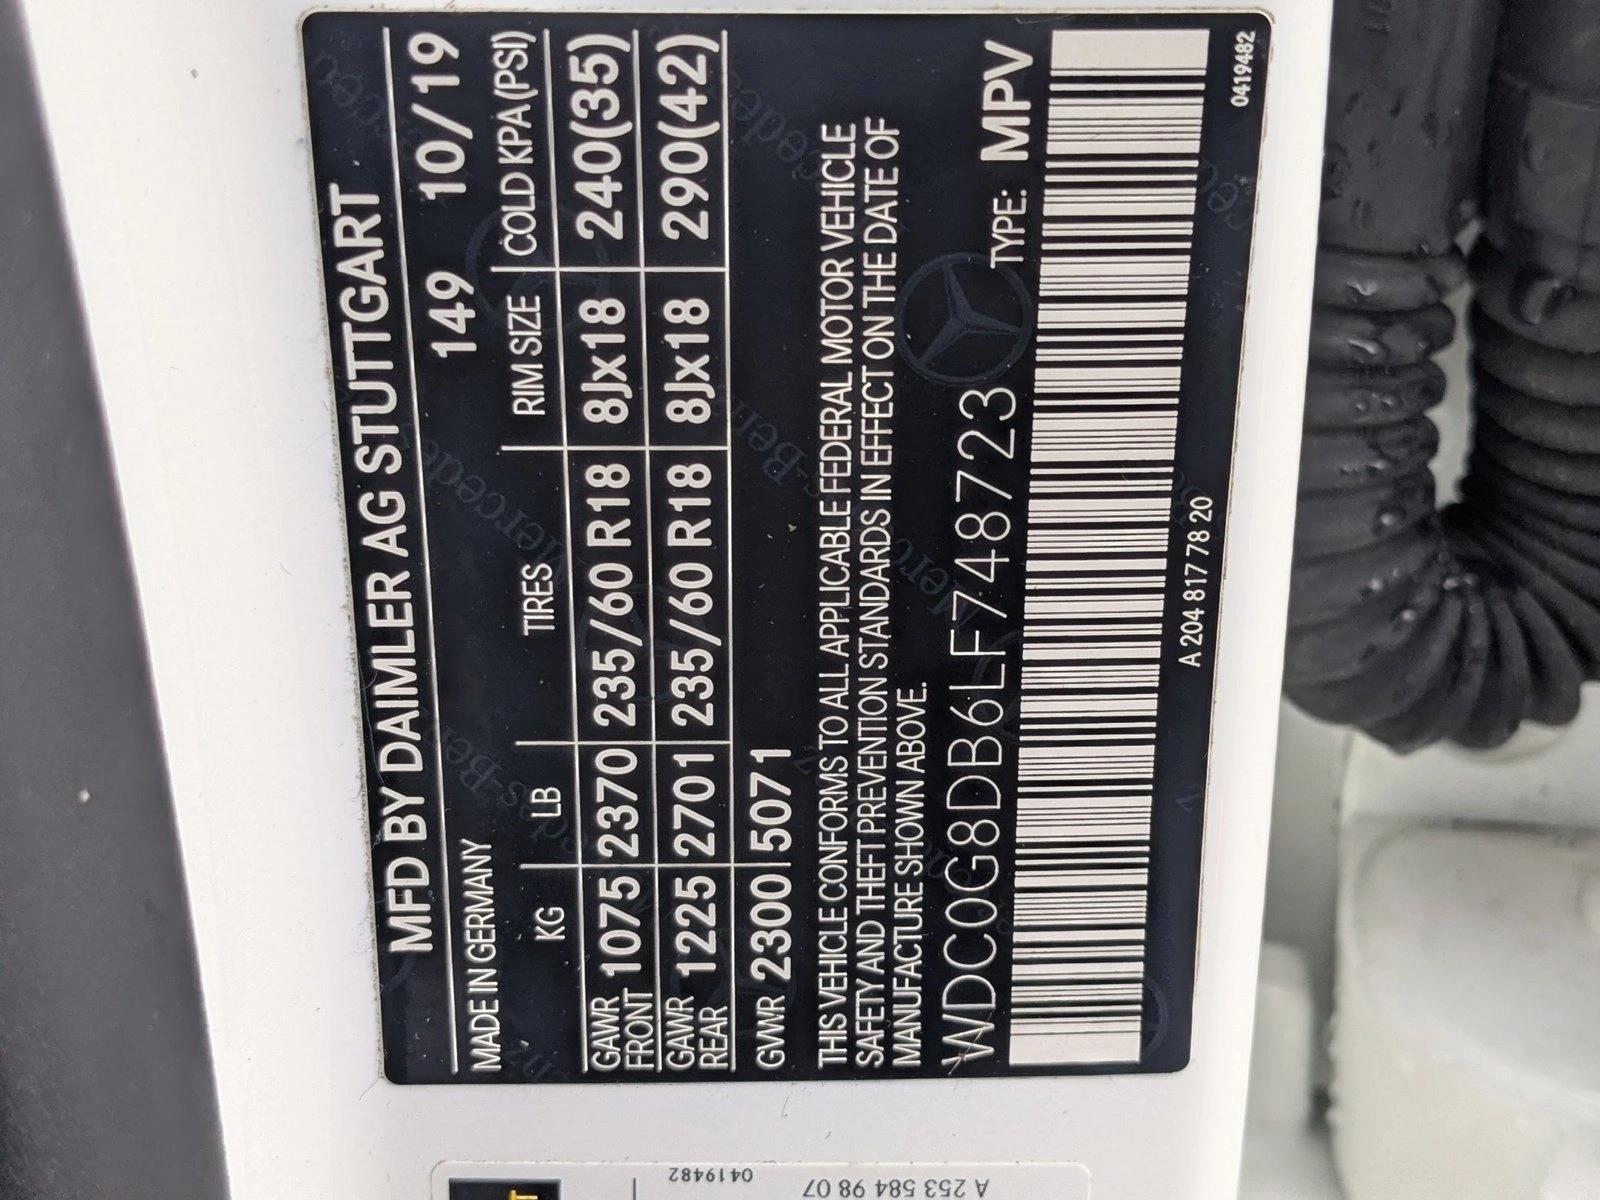 MFD BY DAIMLER AG STUTTGART
149 10/19
MADE IN GERMANY
KG LB TIRES RIM SIZE COLD KPA(PSI)
GAWR FRONT 1075 2370 235/60 R18 8Jx18 240(35)
GAWR REAR 1225 2701 235/60 R18 8Jx18 290(42)
GVWR 2300 5071
THIS VEHICLE CONFORMS TO ALL APPLICABLE FEDERAL MOTOR VEHICLE
SAFETY AND THEFT PREVENTION STANDARDS IN EFFECT ON THE DATE OF
MANUFACTURE SHOWN ABOVE.
WDC0G8DB6LF748723 TYPE: MPV
A 204 817 78 20
0419482
0419482
A 253 584 98 07